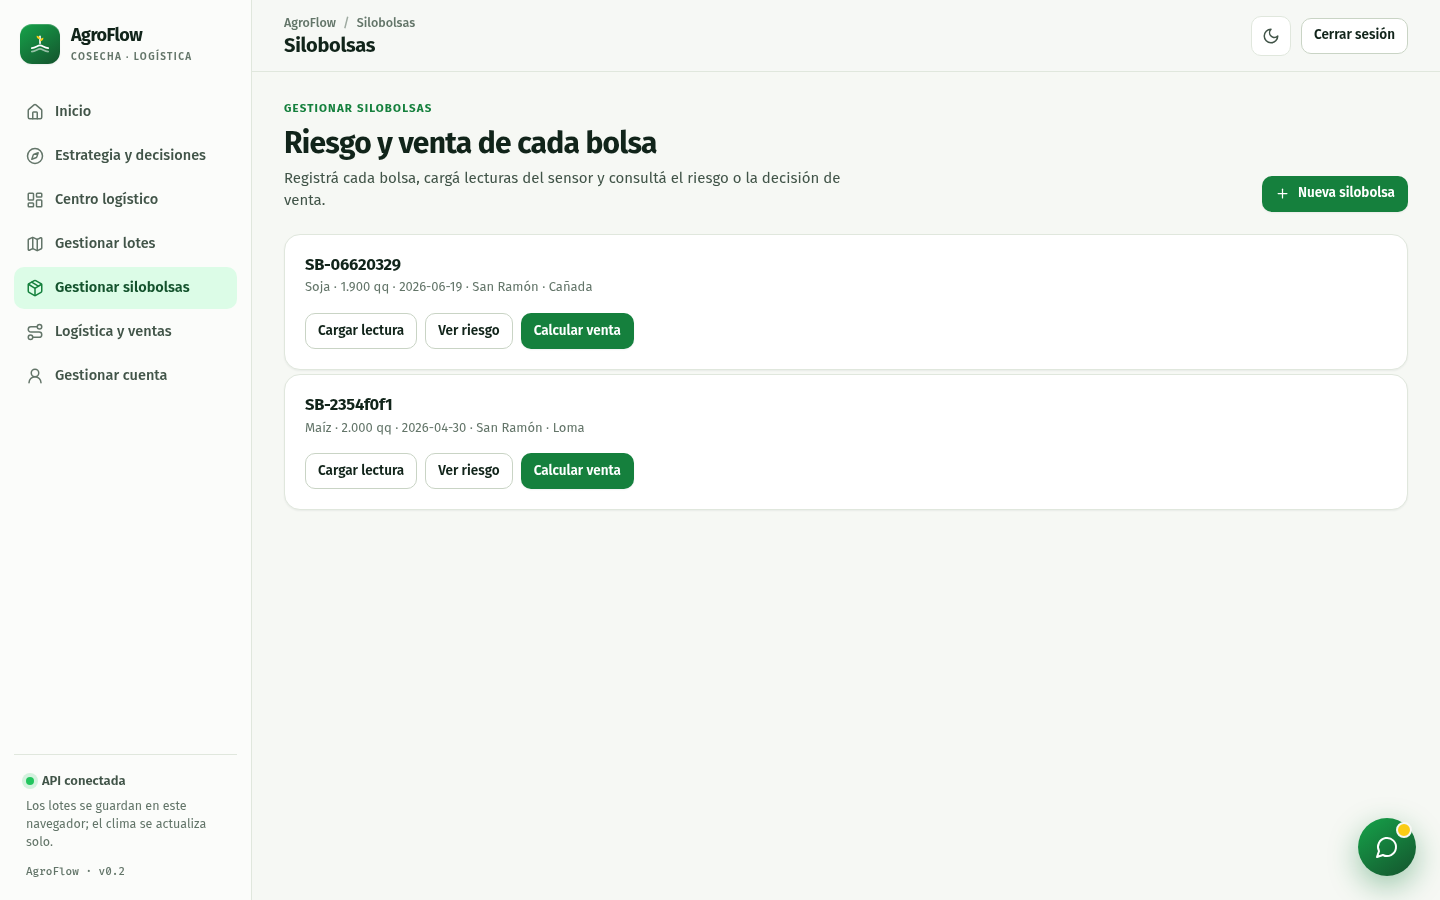 AgroFlow
COSECHA · LOGÍSTICA
Inicio
Estrategia y decisiones
Centro logístico
Gestionar lotes
Gestionar silobolsas
Logística y ventas
Gestionar cuenta
API conectada
Los lotes se guardan en este
navegador; el clima se actualiza
solo.
AgroFlow · v0.2
AgroFlow / Silobolsas
Silobolsas
Cerrar sesión
GESTIONAR SILOBOLSAS
Riesgo y venta de cada bolsa
Registrá cada bolsa, cargá lecturas del sensor y consultá el riesgo o la decisión de
venta.
Nueva silobolsa
SB-06620329
Soja · 1.900 qq · 2026-06-19 · San Ramón · Cañada
Cargar lectura Ver riesgo Calcular venta
SB-2354f0f1
Maíz · 2.000 qq · 2026-04-30 · San Ramón · Loma
Cargar lectura Ver riesgo Calcular venta